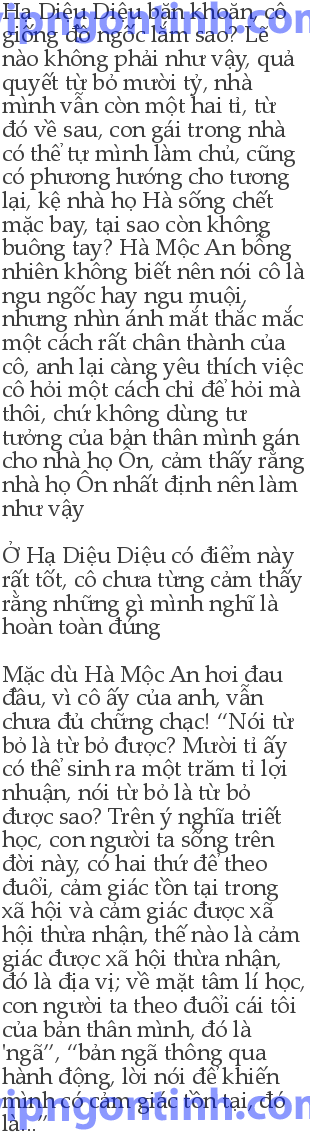 Hạ Diệu Diệu băn khoăn, cô
giống đồ ngốc lắm sao? Lẽ
nào không phải như vậy, quả
quyết từ bỏ mười tỷ, nhà
mình vẫn còn một hai tỉ, từ
đó về sau, con gái trong nhà
có thể tự mình làm chủ, cũng
có phương hướng cho tương
lại, kệ nhà họ Hà sống chết
mặc bay, tại sao còn không
buông tay? Hà Mộc An bỗng
nhiên không biết nên nói cô là
ngu ngốc hay ngu muội,
nhưng nhìn ánh mắt thắc mắc
một cách rất chân thành của
cô, anh lại càng yêu thích việc
cô hỏi một cách chỉ để hỏi mà
thôi, chứ không dùng tư
tưởng của bản thân mình gán
cho nhà họ Ôn, cảm thấy rằng
nhà họ Ôn nhất định nên làm
như vậy
Ở Hạ Diệu Diệu có điểm này
rất tốt, cô chưa từng cảm thấy
rằng những gì mình nghĩ là
hoàn toàn đúng
Mặc dù Hà Mộc An hoi đau
đầu, vì cô ấy của anh, vẫn
chưa đủ chững chạc! “Nói từ
bỏ là từ bỏ được? Mười tỉ ấy
có thể sinh ra một trăm tỉ lợi
nhuận, nói từ bỏ là từ bỏ
được sao? Trên ý nghĩa triết
học, con người ta sống trên
đời này, có hai thứ để theo
đuổi, cảm giác tồn tại trong
xã hội và cảm giác được xã
hội thừa nhận, thế nào là cảm
giác được xã hội thừa nhận,
đó là địa vị; về mặt tâm lí học,
con người ta theo đuổi cái tôi
của bản thân mình, đó là
'ngã”, “bản ngã thông qua
hành động, lời nói để khiến
mình có cảm giác tồn tại, đó
là...”